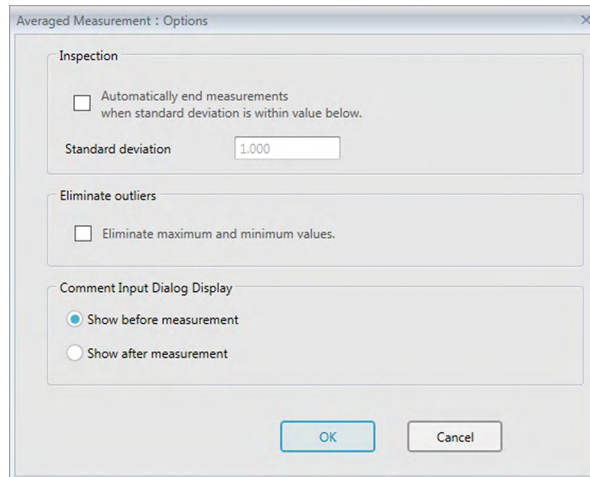 Averaged Measurement : Options
Inspection
Automatically end measurements
when standard deviation is within value below.
Standard deviation
1.000
Eliminate outliers
Eliminate maximum and minimum values.
Comment Input Dialog Display
Show before measurement
Show after measurement
OK
Cancel